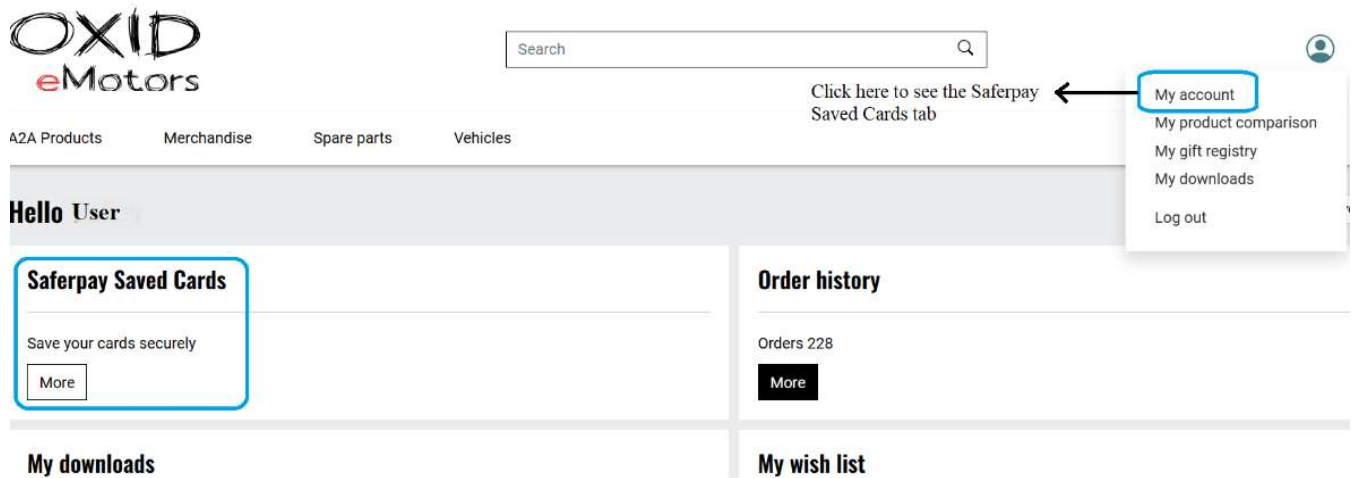 OXID
eMotors
Search
Click here to see the Saferpay
Saved Cards tab
My account
My product comparison
My gift registry
My downloads
Log out
A2A Products
Merchandise
Spare parts
Vehicles
Hello User
Saferpay Saved Cards
Save your cards securely
More
Order history
Orders 228
More
My downloads
My wish list